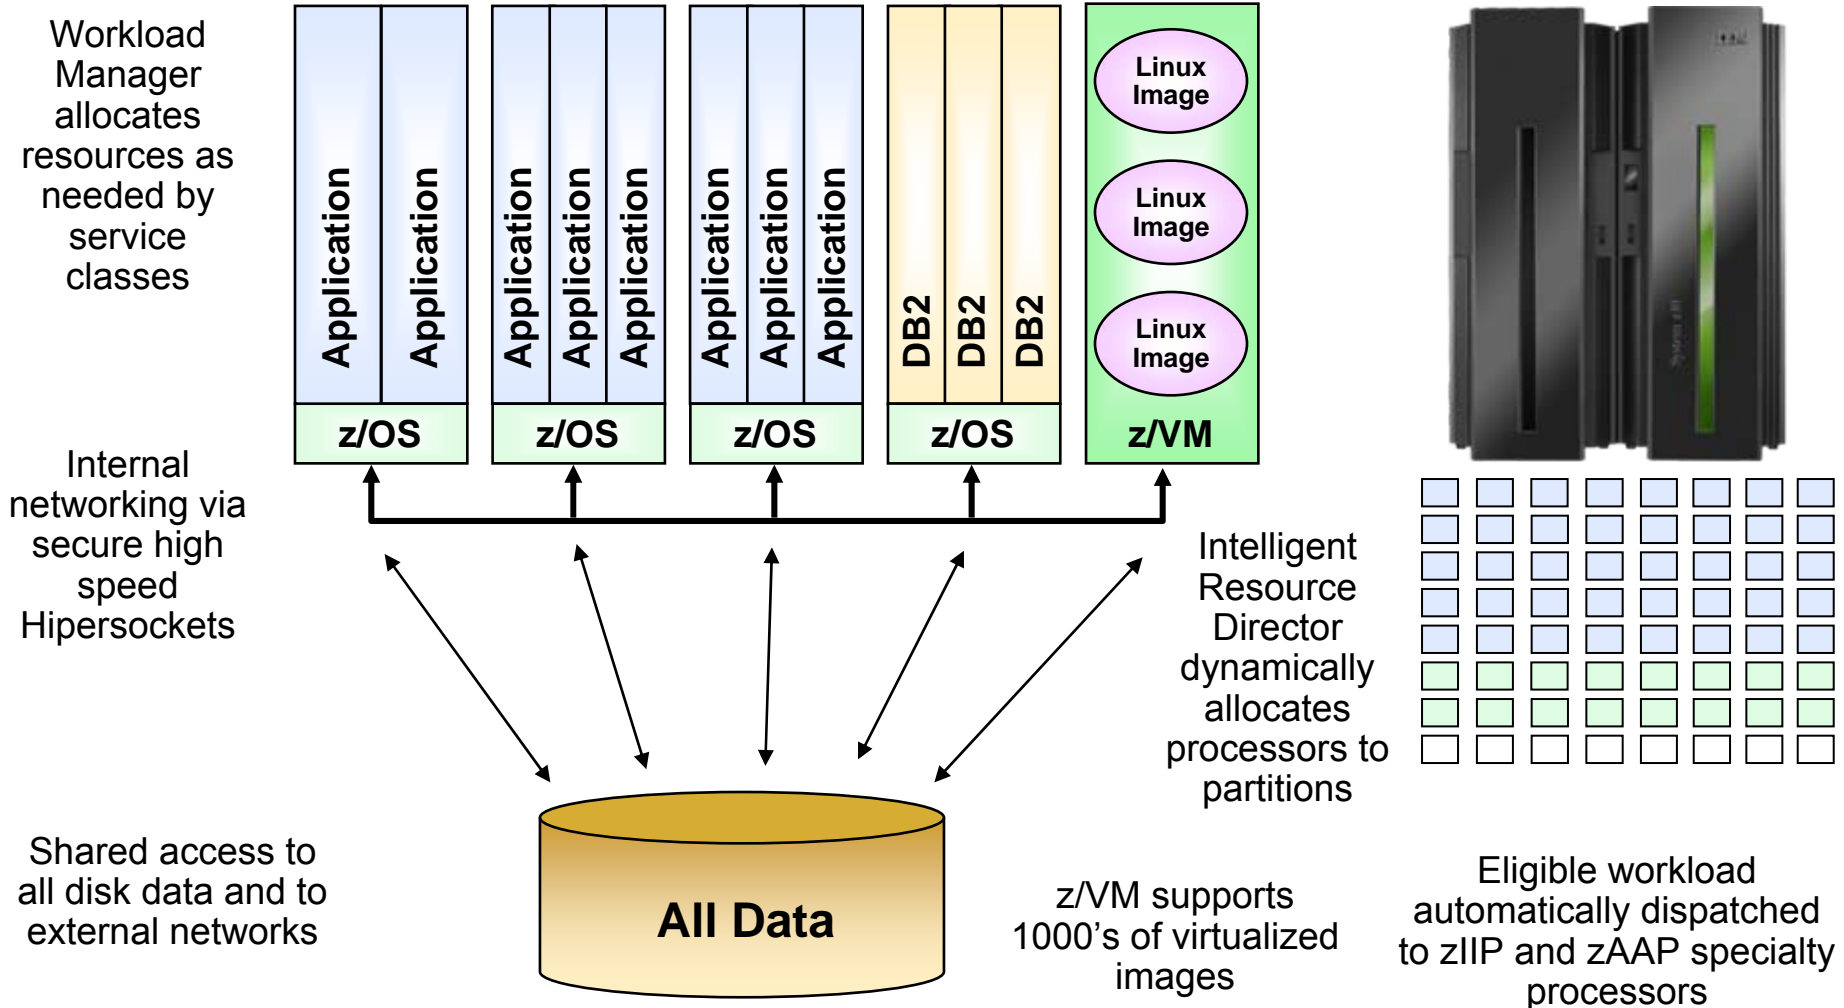 Workload
Manager
allocates
resources as
needed by
service
classes
Application
Application
z/OS
Application
Application
Application
z/OS
Application
Application
Application
z/OS
DB2
DB2
DB2
z/OS
Linux
Image
Linux
Image
Linux
Image
z/VM
Internal
networking via
secure high
speed
Hipersockets
Intelligent
Resource
Director
dynamically
allocates
processors to
partitions
Shared access to
all disk data and to
external networks
All Data
z/VM supports
1000’s of virtualized
images
Eligible workload
automatically dispatched
to zIIP and zAAP specialty
processors